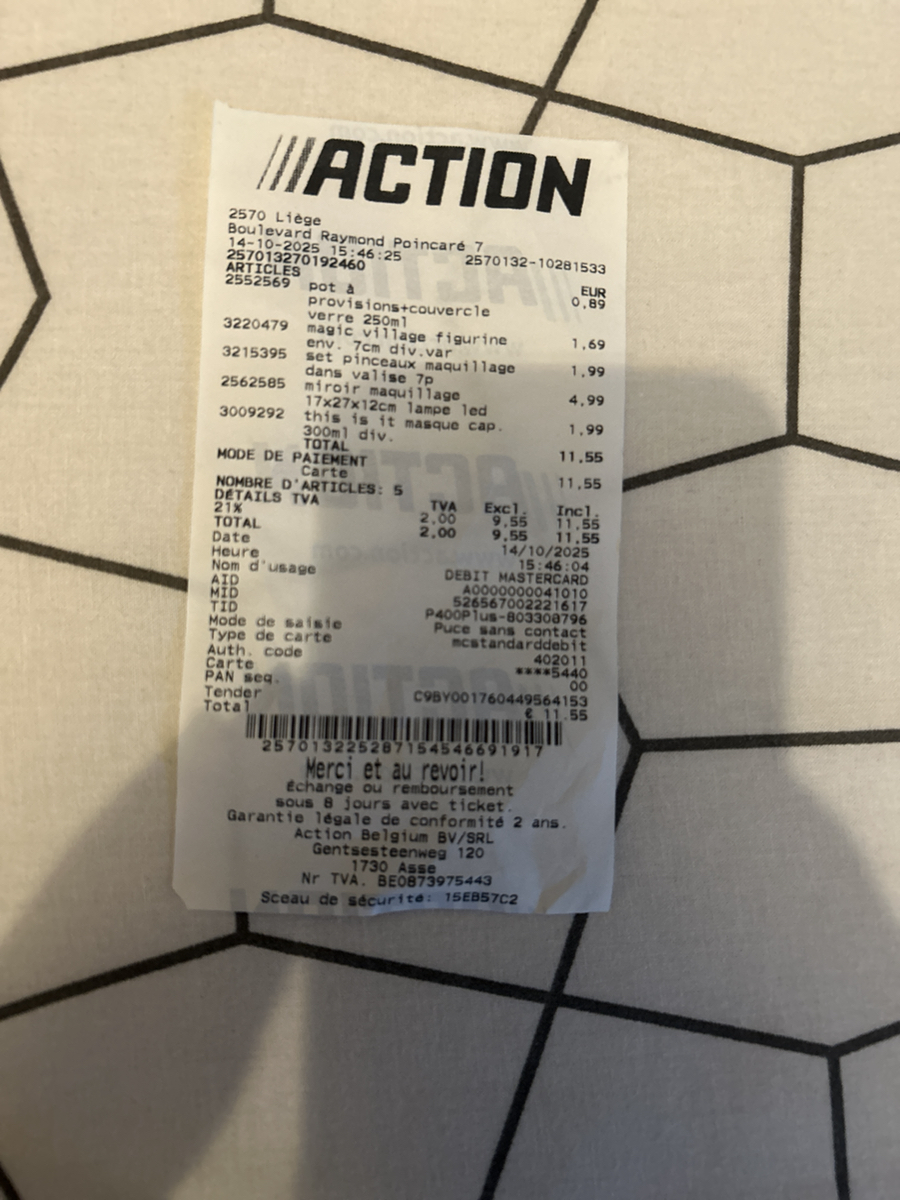 ///ACTION
2570 Liège
Boulevard Raymond Poincaré 7
14-10-2025 15:46:25 2570132-10281533
257013270192460
ARTICLES EUR
2552569 pot à 0,89
provisions+couvercle
verre 250ml
3220479 magic village figurine 1,69
env. 7cm div.var
3215395 set pinceaux maquillage 1,99
dans valise 7p
2562585 miroir maquillage 4,99
17x27x12cm lampe led
3009292 this is it masque cap. 1,99
300ml div.
TOTAL 11,55
MODE DE PAIEMENT
Carte 11,55
NOMBRE D'ARTICLES: 5
DÉTAILS TVA TVA Excl. Incl.
21% 2,00 9,55 11,55
TOTAL 2,00 9,55 11,55
Date 14/10/2025
Heure 15:46:04
Nom d'usage DEBIT MASTERCARD
AID A0000000041010
MID 526567002221617
TID P400Plus-803308796
Mode de saisie Puce sans contact
Type de carte mcstandarddebit
Auth. code 402011
Carte ****5440
PAN seq. 00
Tender C9BY001760449564153
Total € 11.55
2570132252871545466919​17
Merci et au revoir!
Échange ou remboursement
sous 8 jours avec ticket.
Garantie légale de conformité 2 ans.
Action Belgium BV/SRL
Gentsesteenweg 120
1730 Asse
Nr TVA. BE0873975443
Sceau de sécurité: 15EB57C2